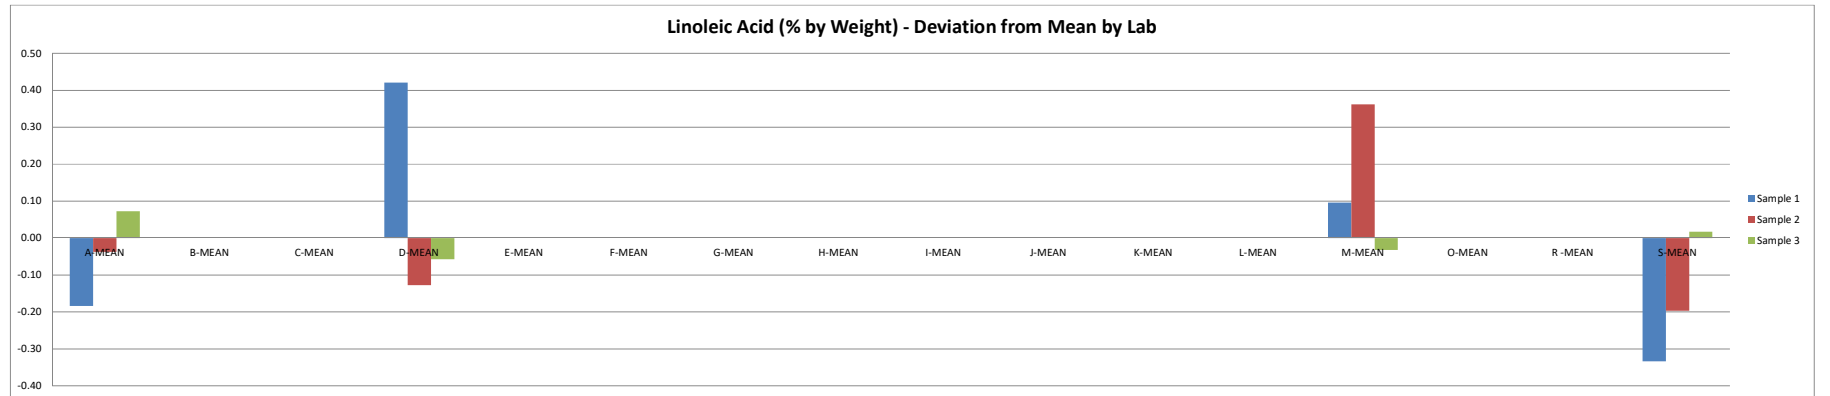 Linoleic Acid (% by Weight) - Deviation from Mean by Lab
0.50
0.40
0.30
0.20
0.10
0.00
-0.10
-0.20
-0.30
-0.40
A-MEAN B-MEAN C-MEAN D-MEAN E-MEAN F-MEAN G-MEAN H-MEAN I-MEAN J-MEAN K-MEAN L-MEAN M-MEAN O-MEAN R -MEAN S-MEAN
Sample 1
Sample 2
Sample 3